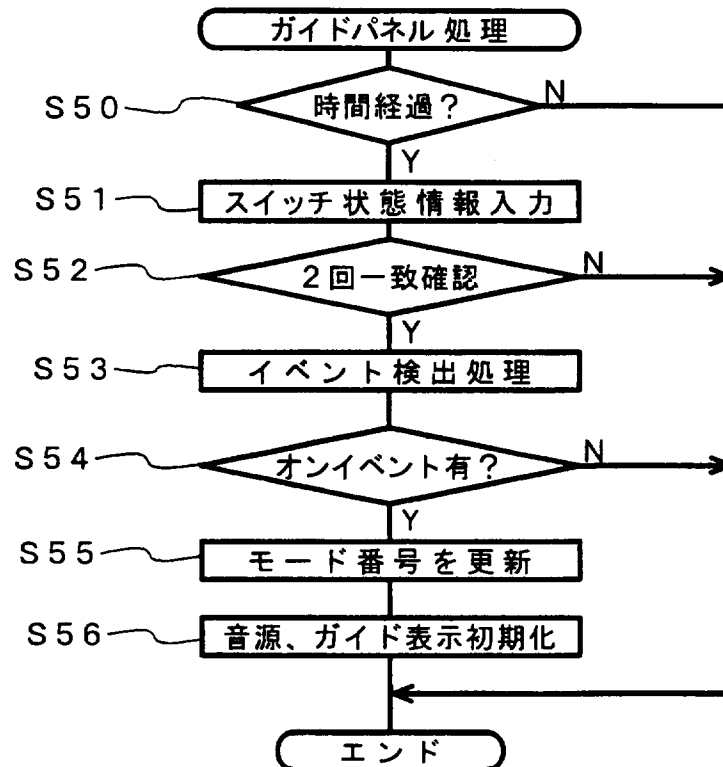 ガイドパネル処理
S50
時間経過?
N
Y
S51
スイッチ状態情報入力
S52
2回一致確認
N
Y
S53
イベント検出処理
S54
オンイベント有?
N
Y
S55
モード番号を更新
S56
音源、ガイド表示初期化
エンド